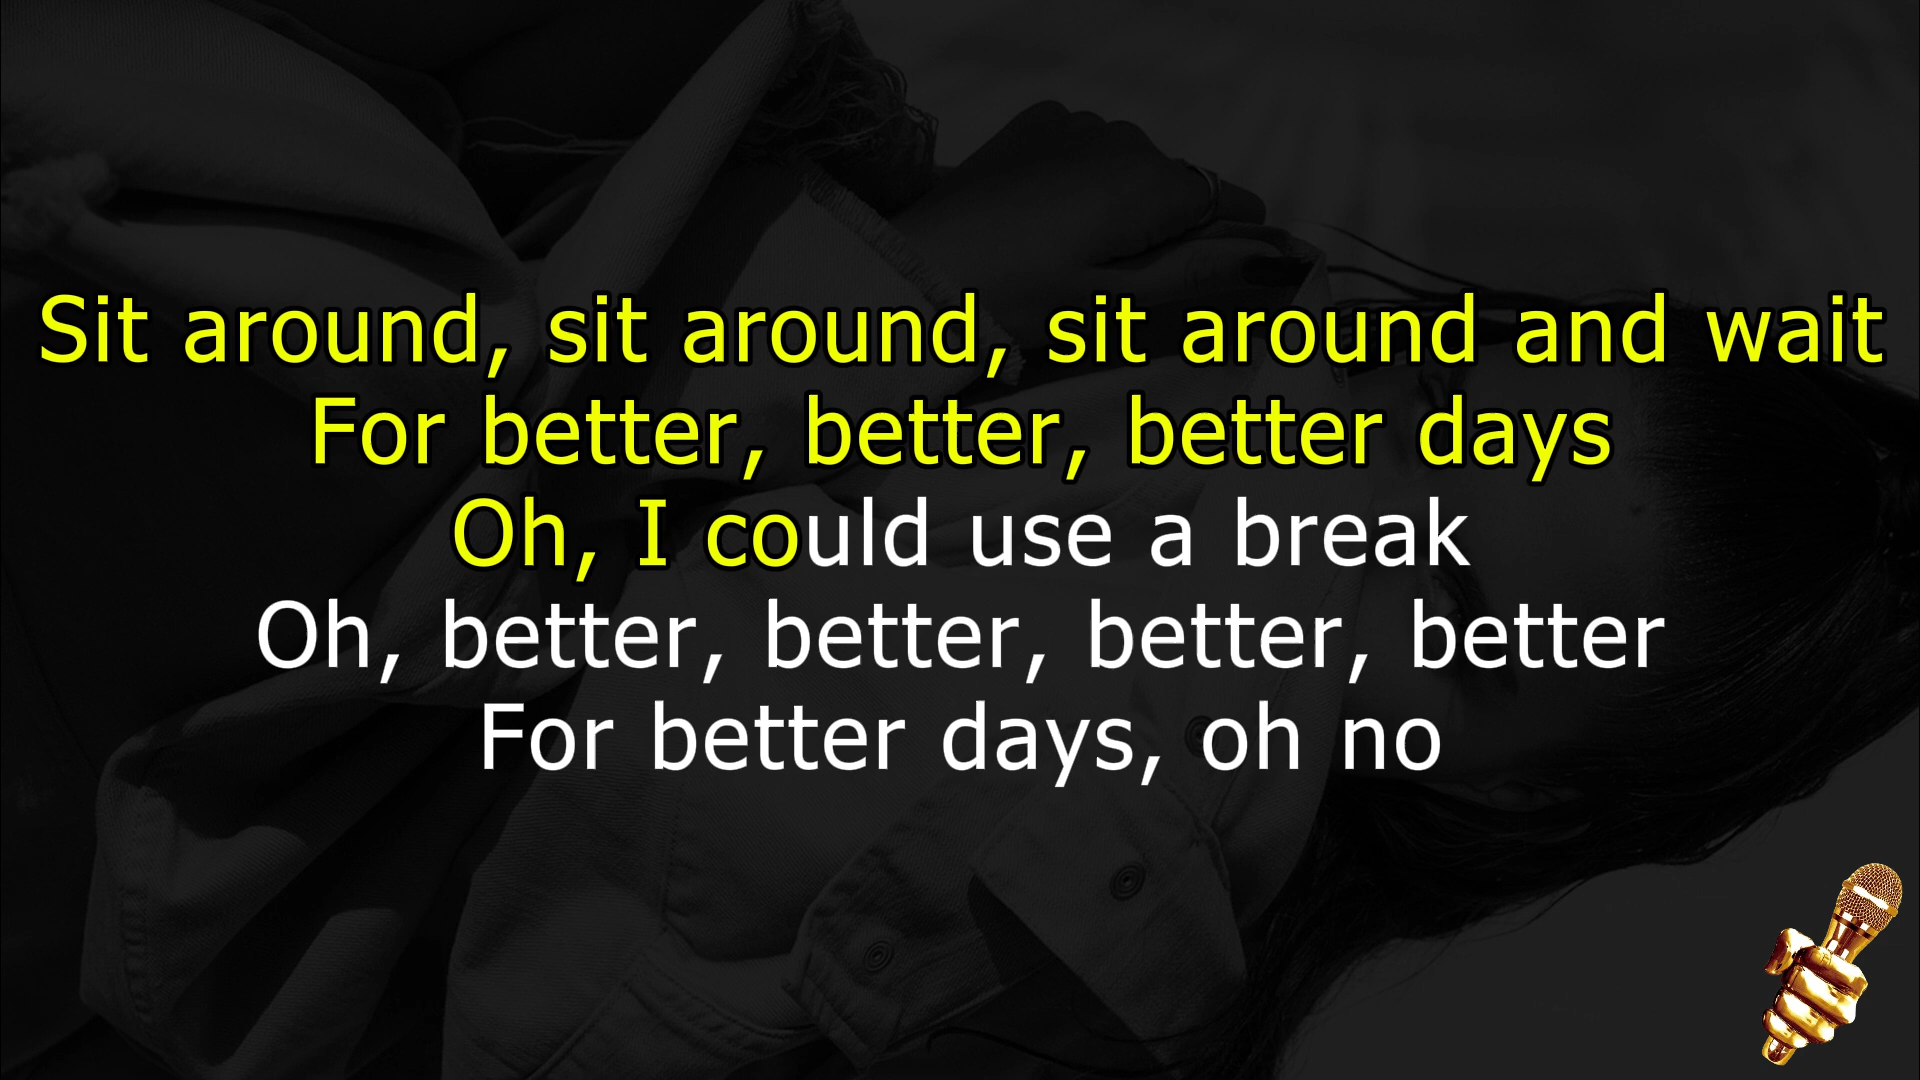 Sit around, sit around, sit around and wait
For better, better, better days
Oh, I could use a break
Oh, better, better, better, better
For better days, oh no